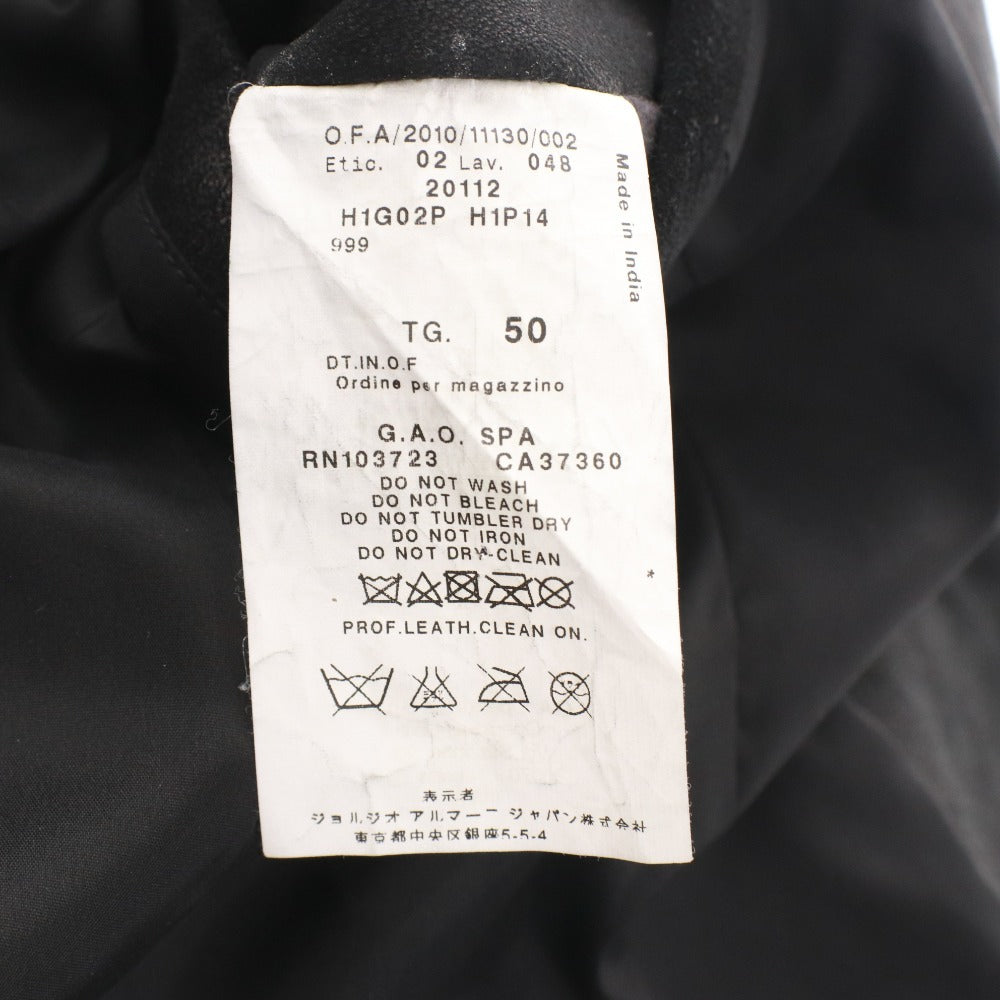 O.F.A/2010/11130/002
Etic. 02 Lav. 048
20112
H1G02P H1P14
999
Made in India
TG. 50
DT.IN.O.F
Ordine per magazzino
G.A.O. SPA
RN103723 CA37360
DO NOT WASH
DO NOT BLEACH
DO NOT TUMBLER DRY
DO NOT IRON
DO NOT DRY-CLEAN
*
PROF.LEATH.CLEAN ON.
表示者
ジョルジオ アルマーニ ジャパン株式会社
東京都中央区銀座5-5-4